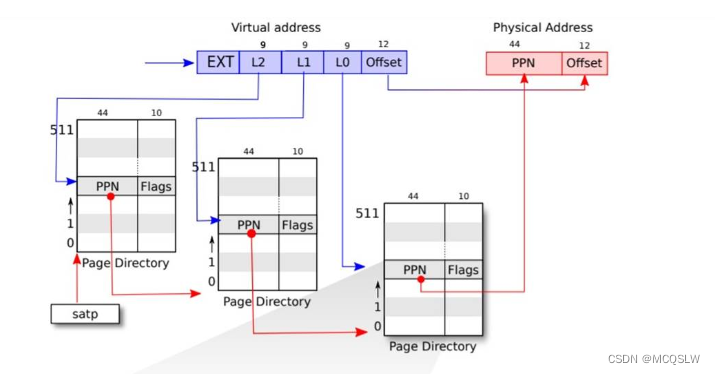 Virtual address
Physical Address
9 9 9 12
EXT L2 L1 L0 Offset
44 12
PPN Offset
44 10
511
PPN Flags
1
0
Page Directory
satp
44 10
511
PPN Flags
1
0
Page Directory
44 10
511
PPN Flags
1
0
Page Directory
CSDN @MCQSLW